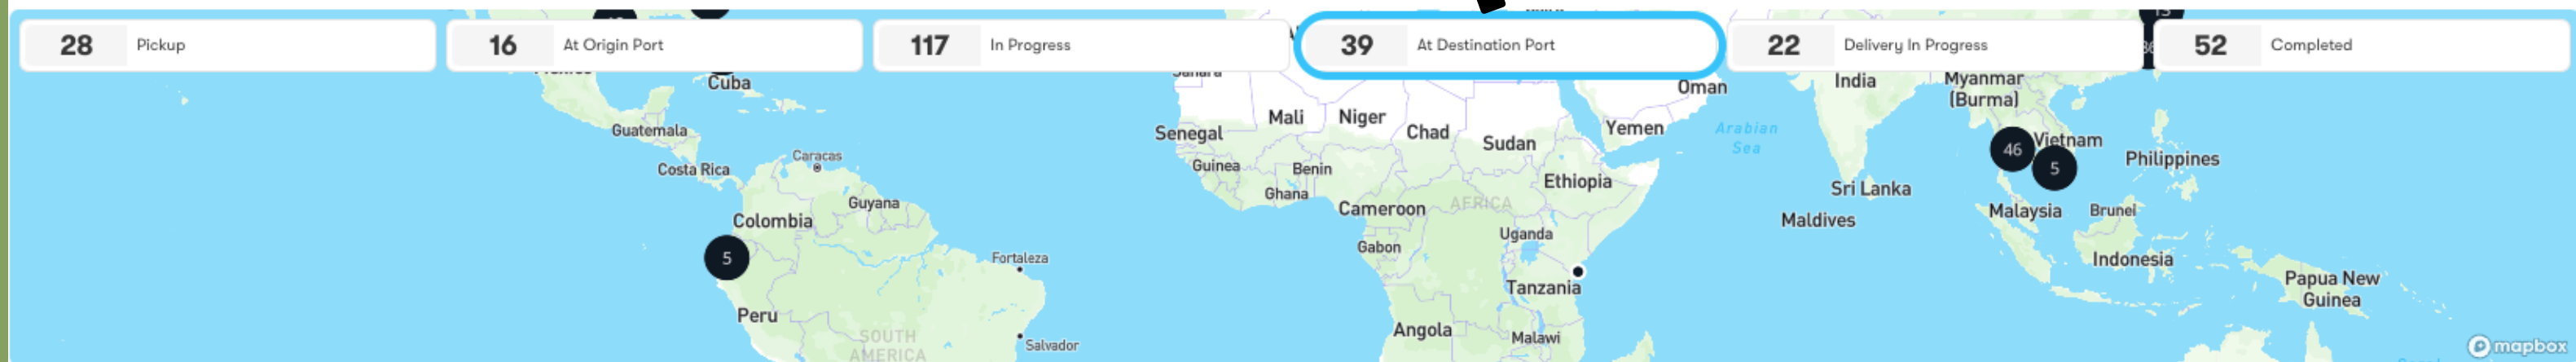 28 Pickup
16 At Origin Port
117 In Progress
39 At Destination Port
22 Delivery In Progress
52 Completed
Cuba
Sahara
Oman
India
Myanmar
(Burma)
Mali
Niger
Chad
Sudan
Yemen
Arabian
Sea
Guatemala
Senegal
Vietnam
46
5
Philippines
Costa Rica
Caracas
Guinea
Benin
Ghana
Ethiopia
Sri Lanka
Guyana
Cameroon
AFRICA
Maldives
Malaysia
Brunei
Colombia
Uganda
Gabon
5
Fortaleza
Indonesia
Tanzania
Papua New
Guinea
Peru
Angola
Malawi
SOUTH
AMERICA
Salvador
mapbox